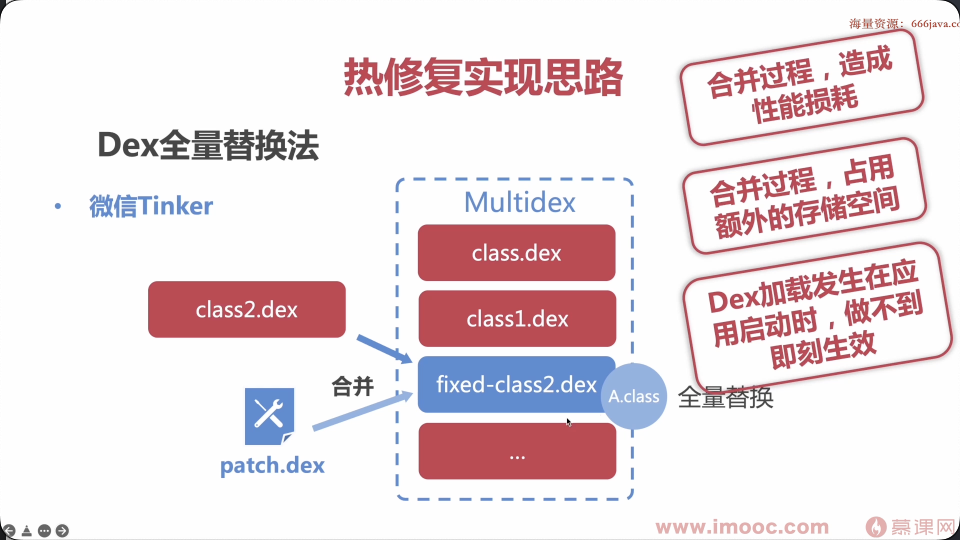 海量资源：666java.co
热修复实现思路
合并过程，造成
性能损耗
Dex全量替换法
合并过程，占用
额外的存储空间
• 微信Tinker
Multidex
class.dex
Dex加载发生在应
用启动时，做不到
即刻生效
class2.dex
class1.dex
合并
fixed-class2.dex
A.class
全量替换
patch.dex
...
www.imooc.com
慕课网